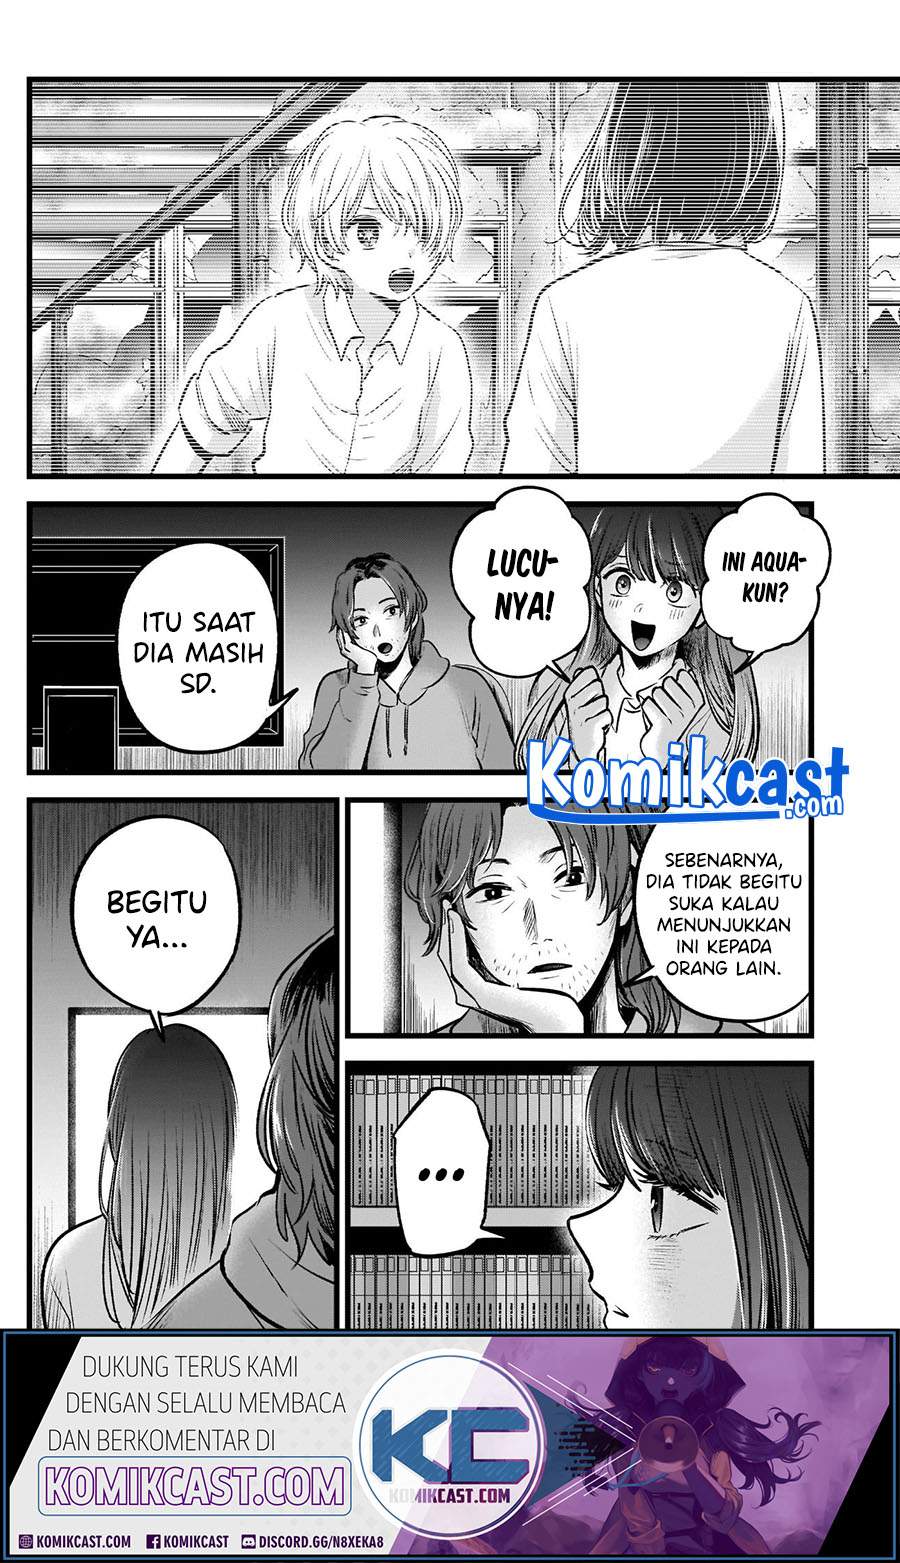 INI AQUA-
KUN?
LUCU-
NYA!
ITU SAAT
DIA MASIH
SD.
Komikcast
.com
SEBENARNYA,
DIA TIDAK BEGITU
SUKA KALAU
MENUNJUKKAN
INI KEPADA
ORANG LAIN.
BEGITU
YA...
...
DUKUNG TERUS KAMI
DENGAN SELALU MEMBACA
DAN BERKOMENTAR DI
KOMIKCAST.COM
KOMIKCAST.COM
KOMIKCAST.COM
DISCORD.GG/N8XEKA8
KC
KOMIKCAST.COM